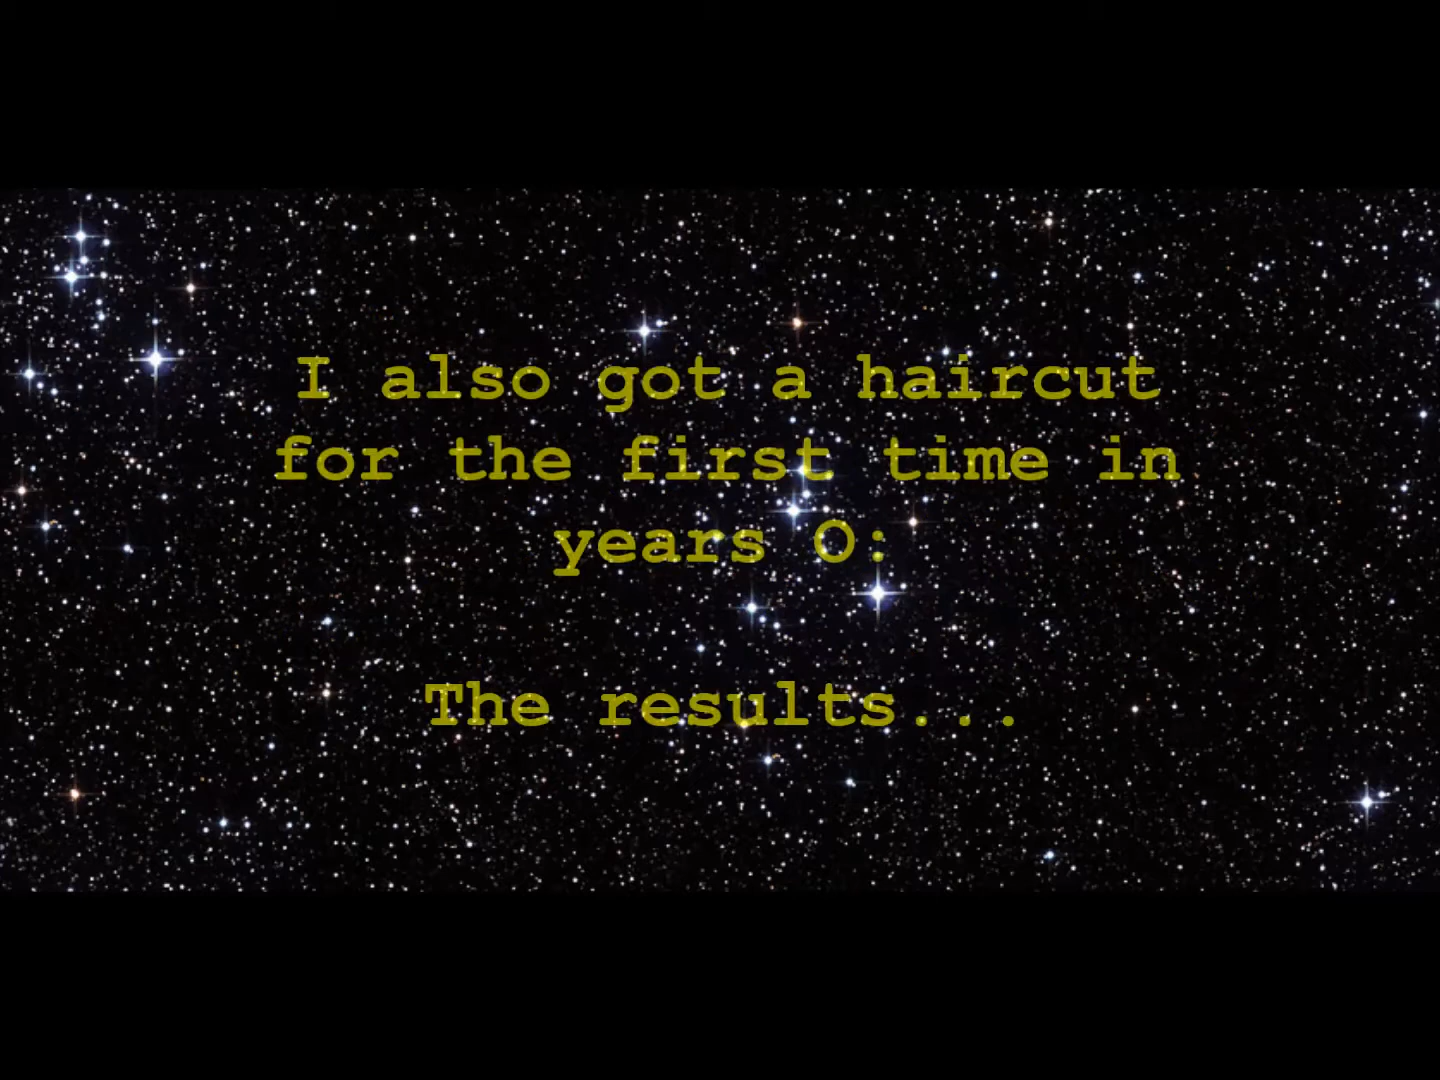 I also got a haircut
for the first time in
years O:
The results...